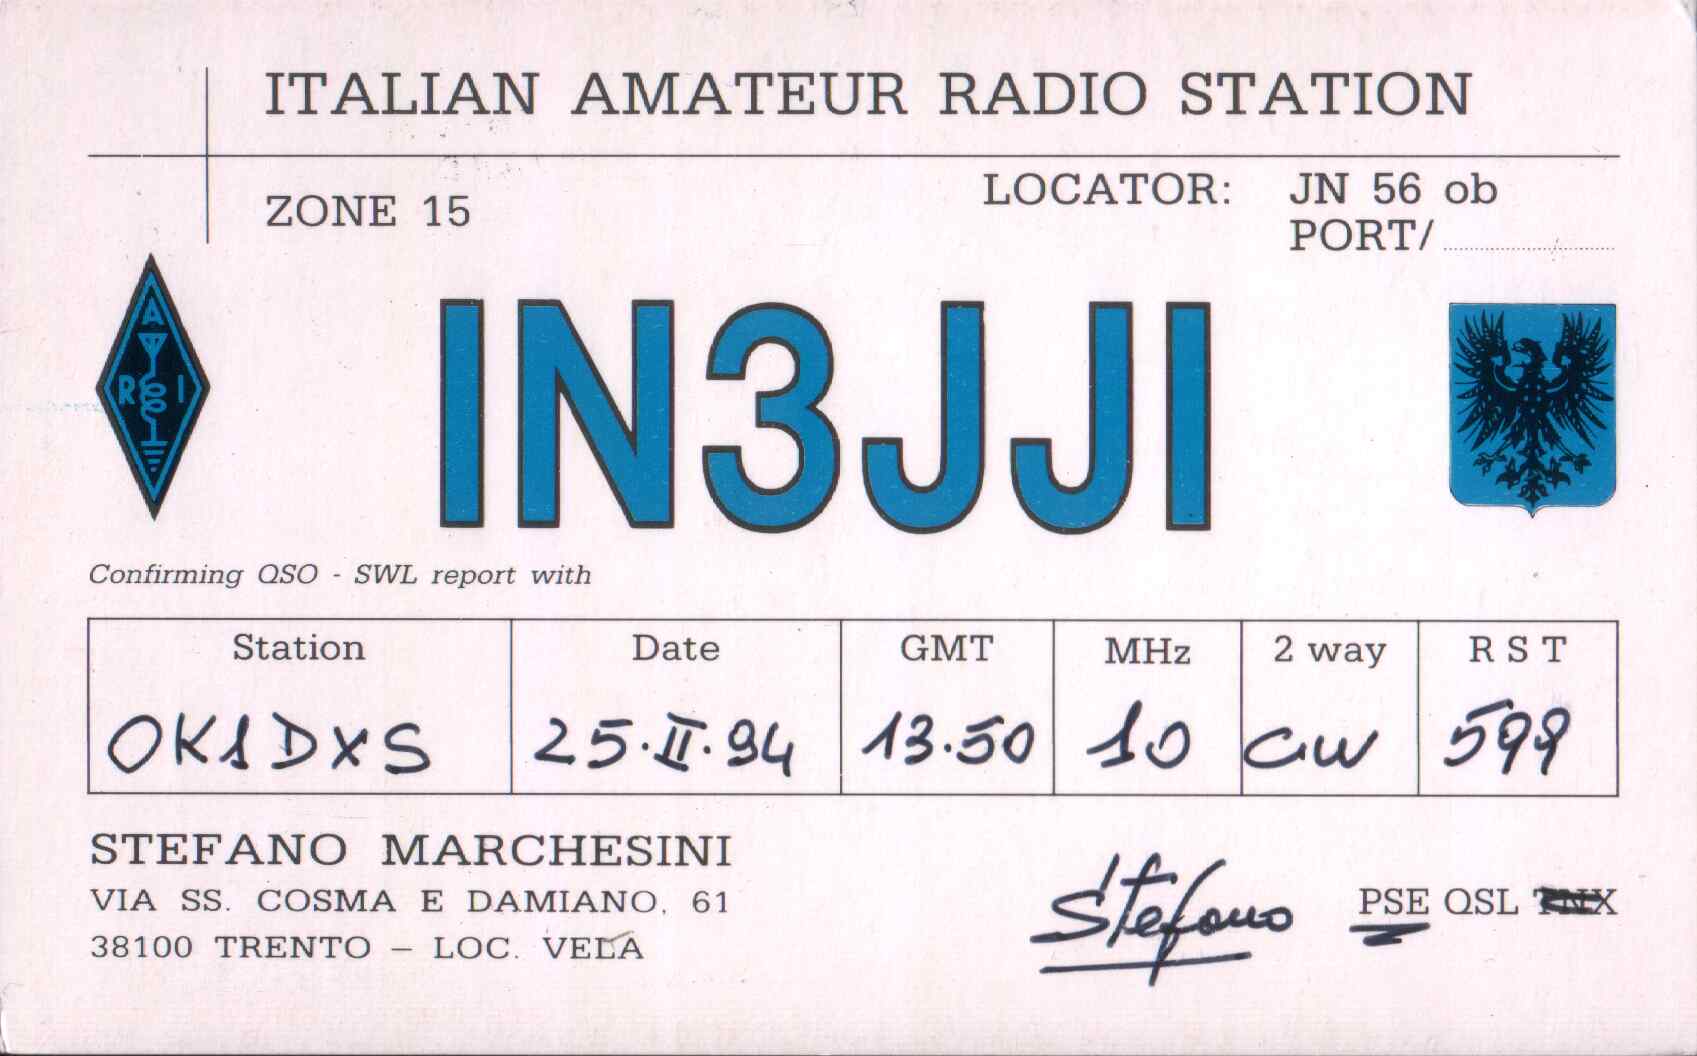 ITALIAN AMATEUR RADIO STATION
ZONE 15
LOCATOR: JN 56 ob
PORT/
A
R I
IN3JJI
Confirming QSO - SWL report with
Station Date GMT MHz 2 way R S T
OK1DXS 25·II·94 13·50 10 CW 599
STEFANO MARCHESINI
VIA SS. COSMA E DAMIANO, 61
38100 TRENTO – LOC. VELA
Stefano
PSE QSL TNX